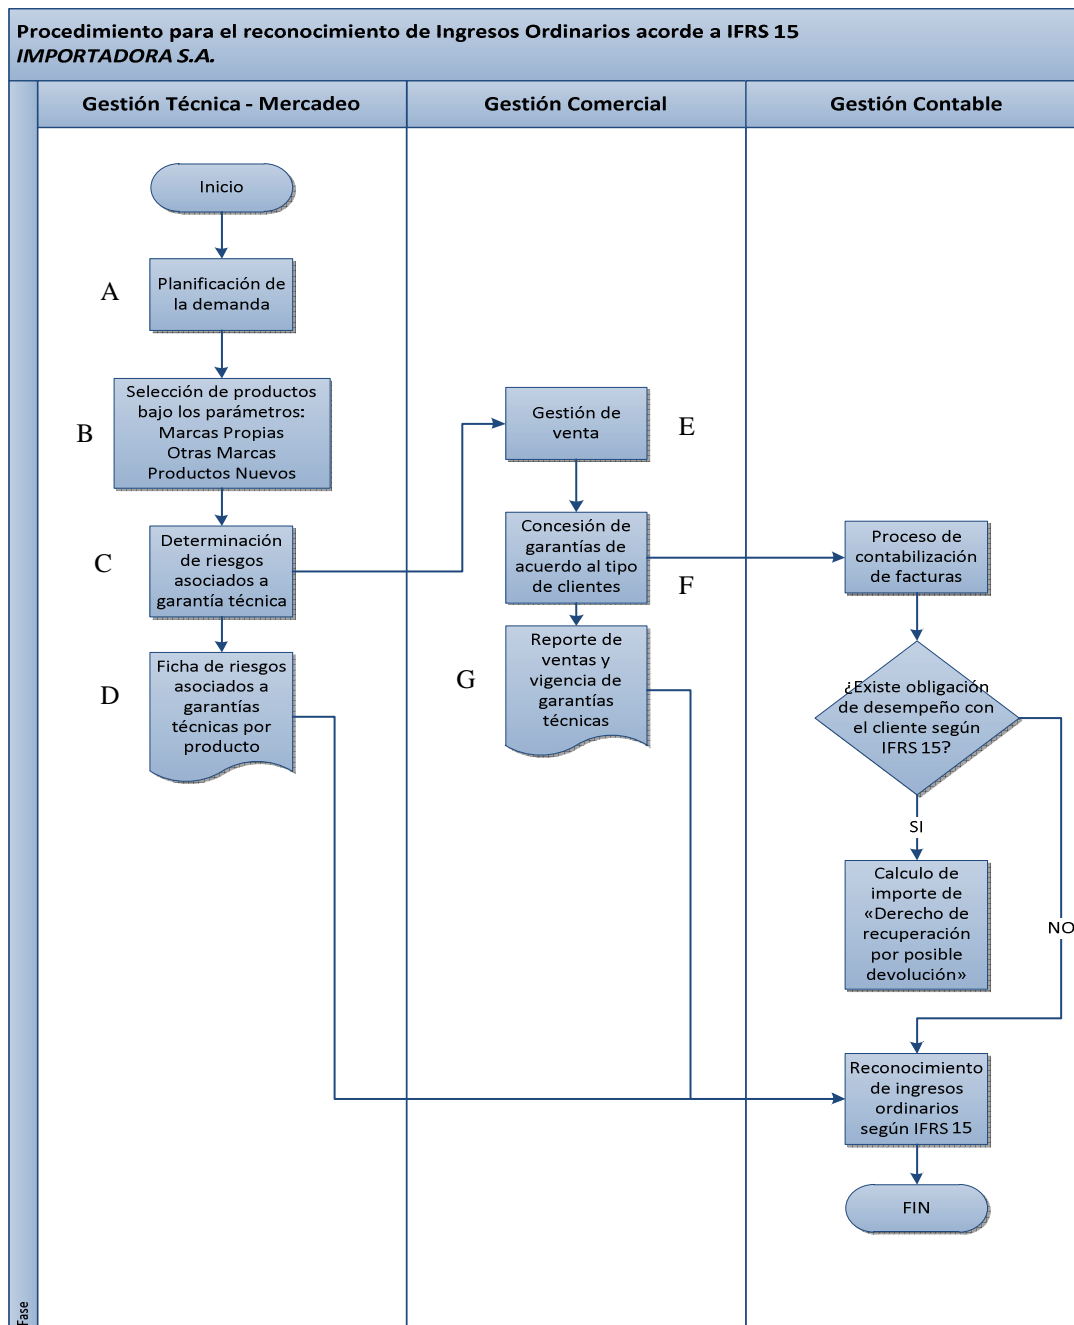 Procedimiento para el reconocimiento de Ingresos Ordinarios acorde a IFRS 15
IMPORTADORA S.A.
Gestión Técnica - Mercadeo
Gestión Comercial
Gestión Contable
Inicio
A
Planificación de
la demanda
B
Selección de productos
bajo los parámetros:
Marcas Propias
Otras Marcas
Productos Nuevos
C
Determinación
de riesgos
asociados a
garantía técnica
D
Ficha de riesgos
asociados a
garantías
técnicas por
producto
Gestión de
venta
E
Concesión de
garantías de
acuerdo al tipo
de clientes
F
G
Reporte de
ventas y
vigencia de
garantías
técnicas
Proceso de
contabilización
de facturas
¿Existe obligación
de desempeño con
el cliente según
IFRS 15?
SI
NO
Calculo de
importe de
«Derecho de
recuperación
por posible
devolución»
Reconocimiento
de ingresos
ordinarios
según IFRS 15
FIN
Fase